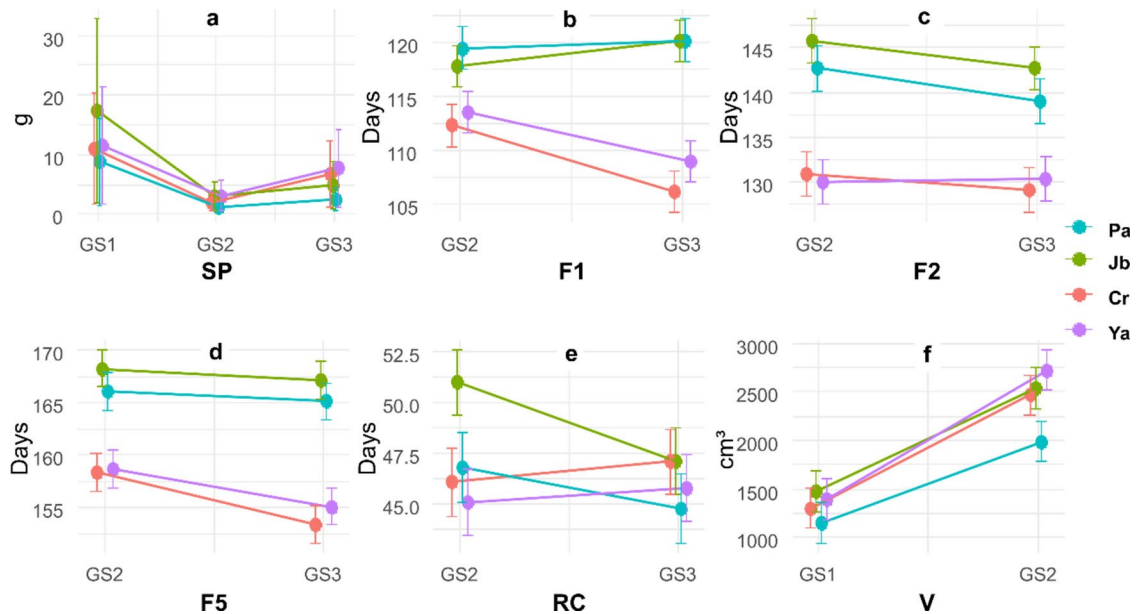 a
30
20
10
0
g
GS1 GS2 GS3
SP
b
120
115
110
105
Days
GS2 GS3
F1
c
145
140
135
130
Days
GS2 GS3
F2
Pa
Jb
Cr
Ya
d
170
165
160
155
Days
GS2 GS3
F5
e
52.5
50.0
47.5
45.0
Days
GS2 GS3
RC
f
3000
2500
2000
1500
1000
cm³
GS1 GS2
V